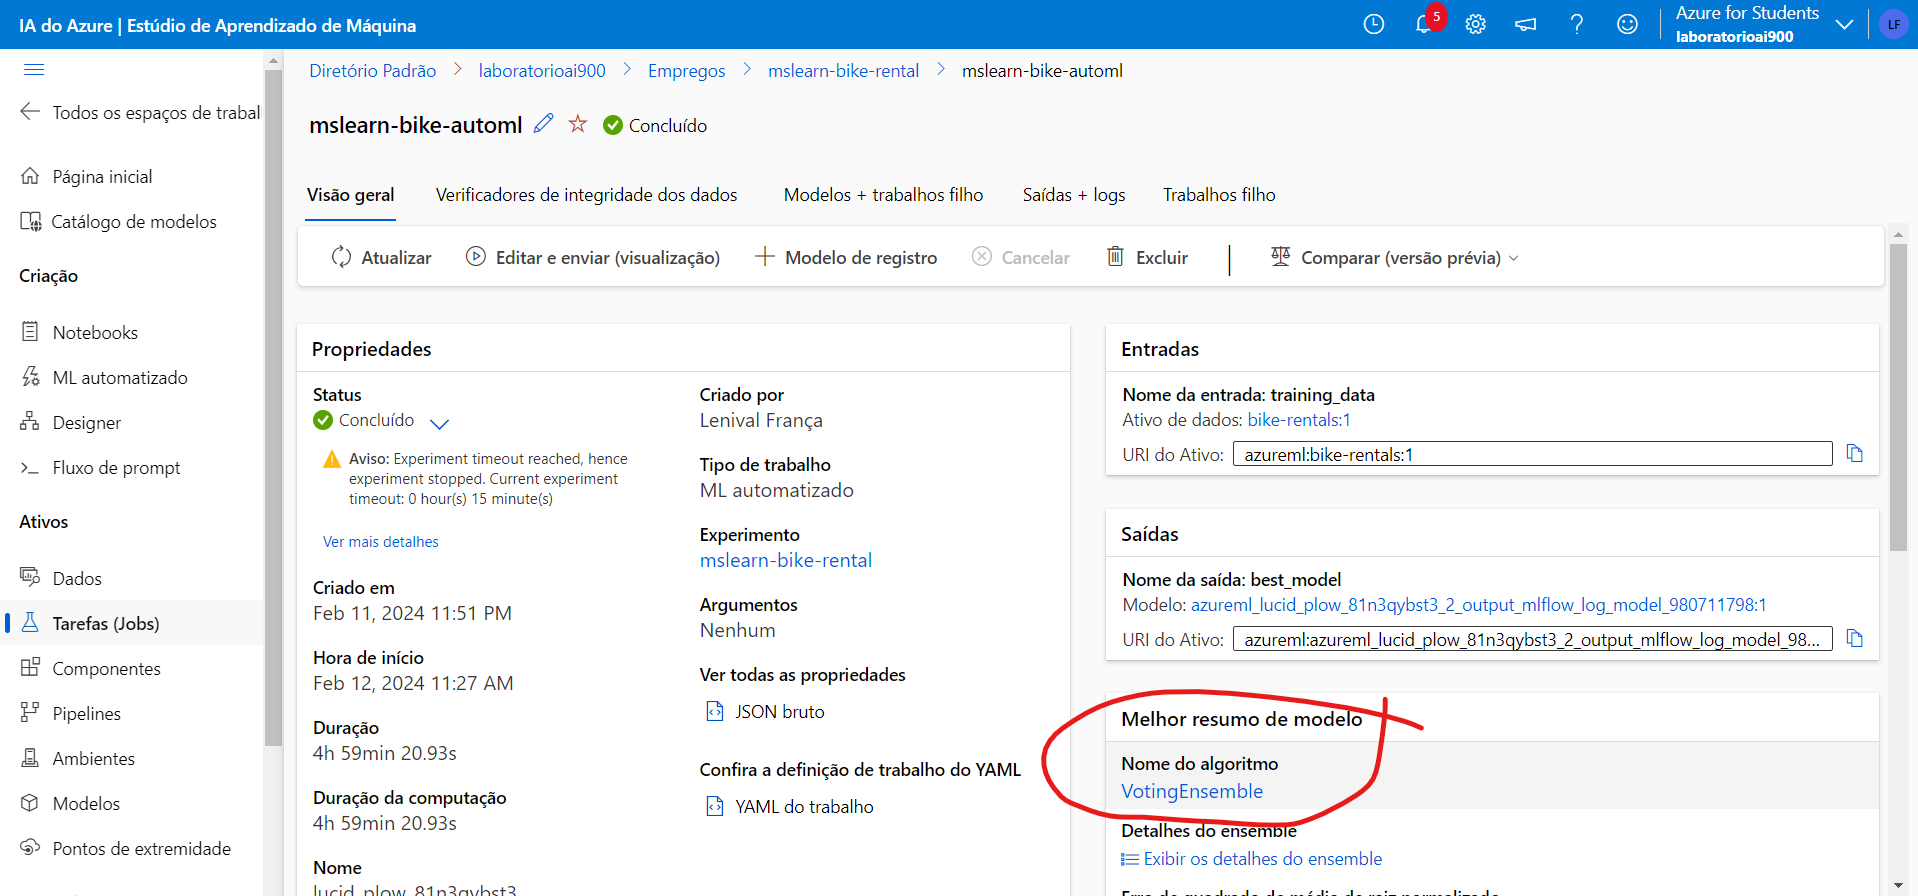 IA do Azure | Estúdio de Aprendizado de Máquina
5
Azure for Students
laboratorioai900
LF
Todos os espaços de trabal
Página inicial
Catálogo de modelos
Criação
Notebooks
ML automatizado
Designer
Fluxo de prompt
Ativos
Dados
Tarefas (Jobs)
Componentes
Pipelines
Ambientes
Modelos
Pontos de extremidade
Diretório Padrão > laboratorioai900 > Empregos > mslearn-bike-rental > mslearn-bike-automl
mslearn-bike-automl Concluído
Visão geral Verificadores de integridade dos dados Modelos + trabalhos filho Saídas + logs Trabalhos filho
Atualizar Editar e enviar (visualização) Modelo de registro Cancelar Excluir | Comparar (versão prévia)
Propriedades
Status
Concluído
Aviso: Experiment timeout reached, hence
experiment stopped. Current experiment
timeout: 0 hour(s) 15 minute(s)
Ver mais detalhes
Criado em
Feb 11, 2024 11:51 PM
Hora de início
Feb 12, 2024 11:27 AM
Duração
4h 59min 20.93s
Duração da computação
4h 59min 20.93s
Nome
lucid_plow_81n3qybst3
Criado por
Lenival França
Tipo de trabalho
ML automatizado
Experimento
mslearn-bike-rental
Argumentos
Nenhum
Ver todas as propriedades
JSON bruto
Confira a definição de trabalho do YAML
YAML do trabalho
Entradas
Nome da entrada: training_data
Ativo de dados: bike-rentals:1
URI do Ativo: azureml:bike-rentals:1
Saídas
Nome da saída: best_model
Modelo: azureml_lucid_plow_81n3qybst3_2_output_mlflow_log_model_980711798:1
URI do Ativo: azureml:azureml_lucid_plow_81n3qybst3_2_output_mlflow_log_model_98...
Melhor resumo de modelo
Nome do algoritmo
VotingEnsemble
Detalhes do ensemble
Exibir os detalhes do ensemble